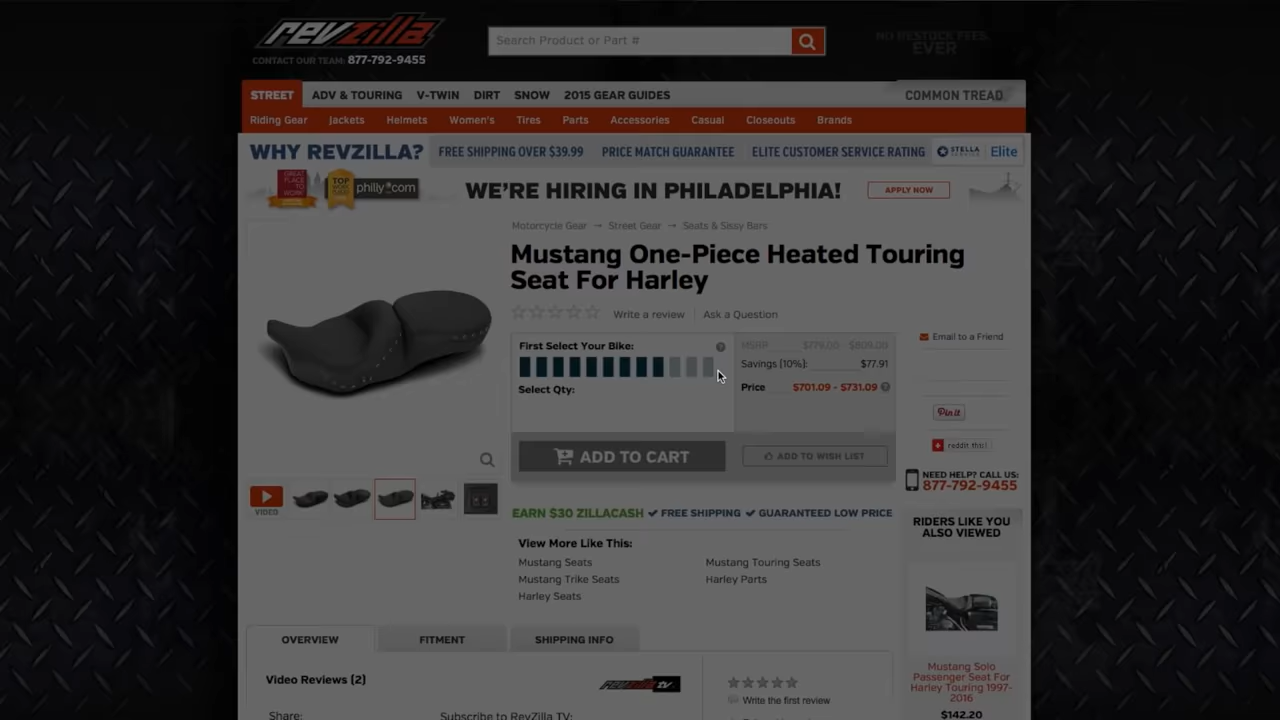 revzilla
CONTACT OUR TEAM: 877-792-9455
Search Product or Part #
NO RESTOCK FEES.
EVER
STREET ADV & TOURING V-TWIN DIRT SNOW 2015 GEAR GUIDES COMMON TREAD
Riding Gear Jackets Helmets Women's Tires Parts Accessories Casual Closeouts Brands
WHY REVZILLA? FREE SHIPPING OVER $39.99 PRICE MATCH GUARANTEE ELITE CUSTOMER SERVICE RATING STELLA SERVICE Elite
GREAT PLACE TO WORK TOP WORK philly.com WE'RE HIRING IN PHILADELPHIA! APPLY NOW
Motorcycle Gear → Street Gear → Seats & Sissy Bars
Mustang One-Piece Heated Touring
Seat For Harley
Write a review Ask a Question
First Select Your Bike:
Select Qty:
MSRP $779.00 - $809.00
Savings (10%): $77.91
Price $701.09 - $731.09
ADD TO CART
ADD TO WISH LIST
Email to a Friend
Pin it
reddit this!
NEED HELP? CALL US:
877-792-9455
VIDEO
EARN $30 ZILLACASH ✔ FREE SHIPPING ✔ GUARANTEED LOW PRICE
View More Like This:
Mustang Seats Mustang Touring Seats
Mustang Trike Seats Harley Parts
Harley Seats
RIDERS LIKE YOU
ALSO VIEWED
Mustang Solo
Passenger Seat For
Harley Touring 1997-
2016
$142.20
OVERVIEW FITMENT SHIPPING INFO
Video Reviews (2)
revzilla tv
Write the first review
Share: Subscribe to RevZilla TV: